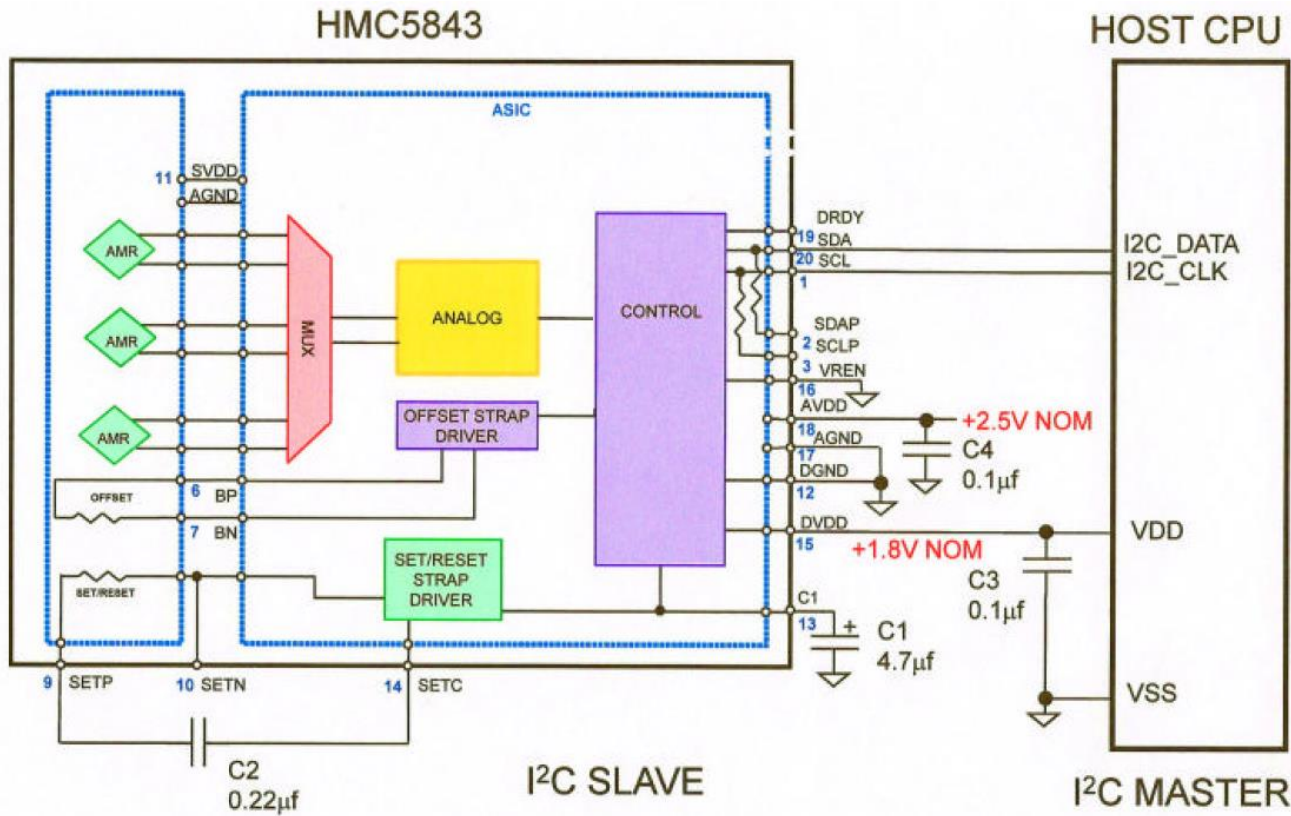 HMC5843
HOST CPU
ASIC
11 SVDD
AGND
AMR
AMR
AMR
MUX
ANALOG
CONTROL
OFFSET STRAP
DRIVER
SET/RESET
STRAP
DRIVER
OFFSET
6 BP
7 BN
SET/RESET
DRDY
19 SDA
20 SCL
1
SDAP
2 SCLP
3 VREN
16
AVDD
18
AGND
17
DGND
12
DVDD
15
C1
13
I2C_DATA
I2C_CLK
+2.5V NOM
C4
0.1µf
+1.8V NOM
VDD
C3
0.1µf
+
C1
4.7µf
VSS
9 SETP
10 SETN
14 SETC
C2
0.22µf
I²C SLAVE
I²C MASTER